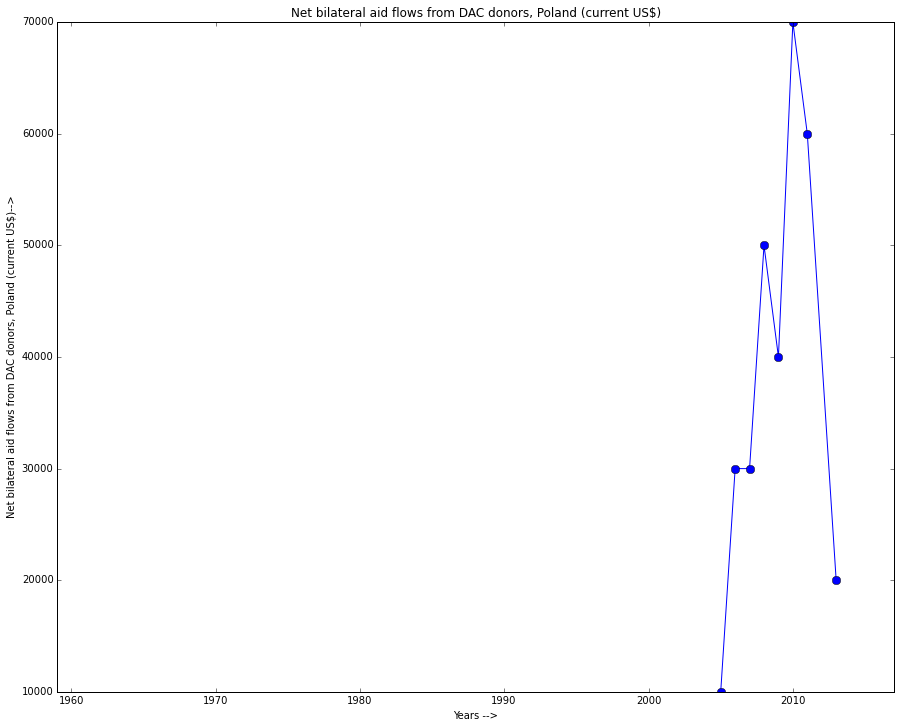 Net bilateral aid flows from DAC donors, Poland (current US$)
70000
60000
50000
40000
30000
20000
10000
Net bilateral aid flows from DAC donors, Poland (current US$)-->
1960 1970 1980 1990 2000 2010
Years -->